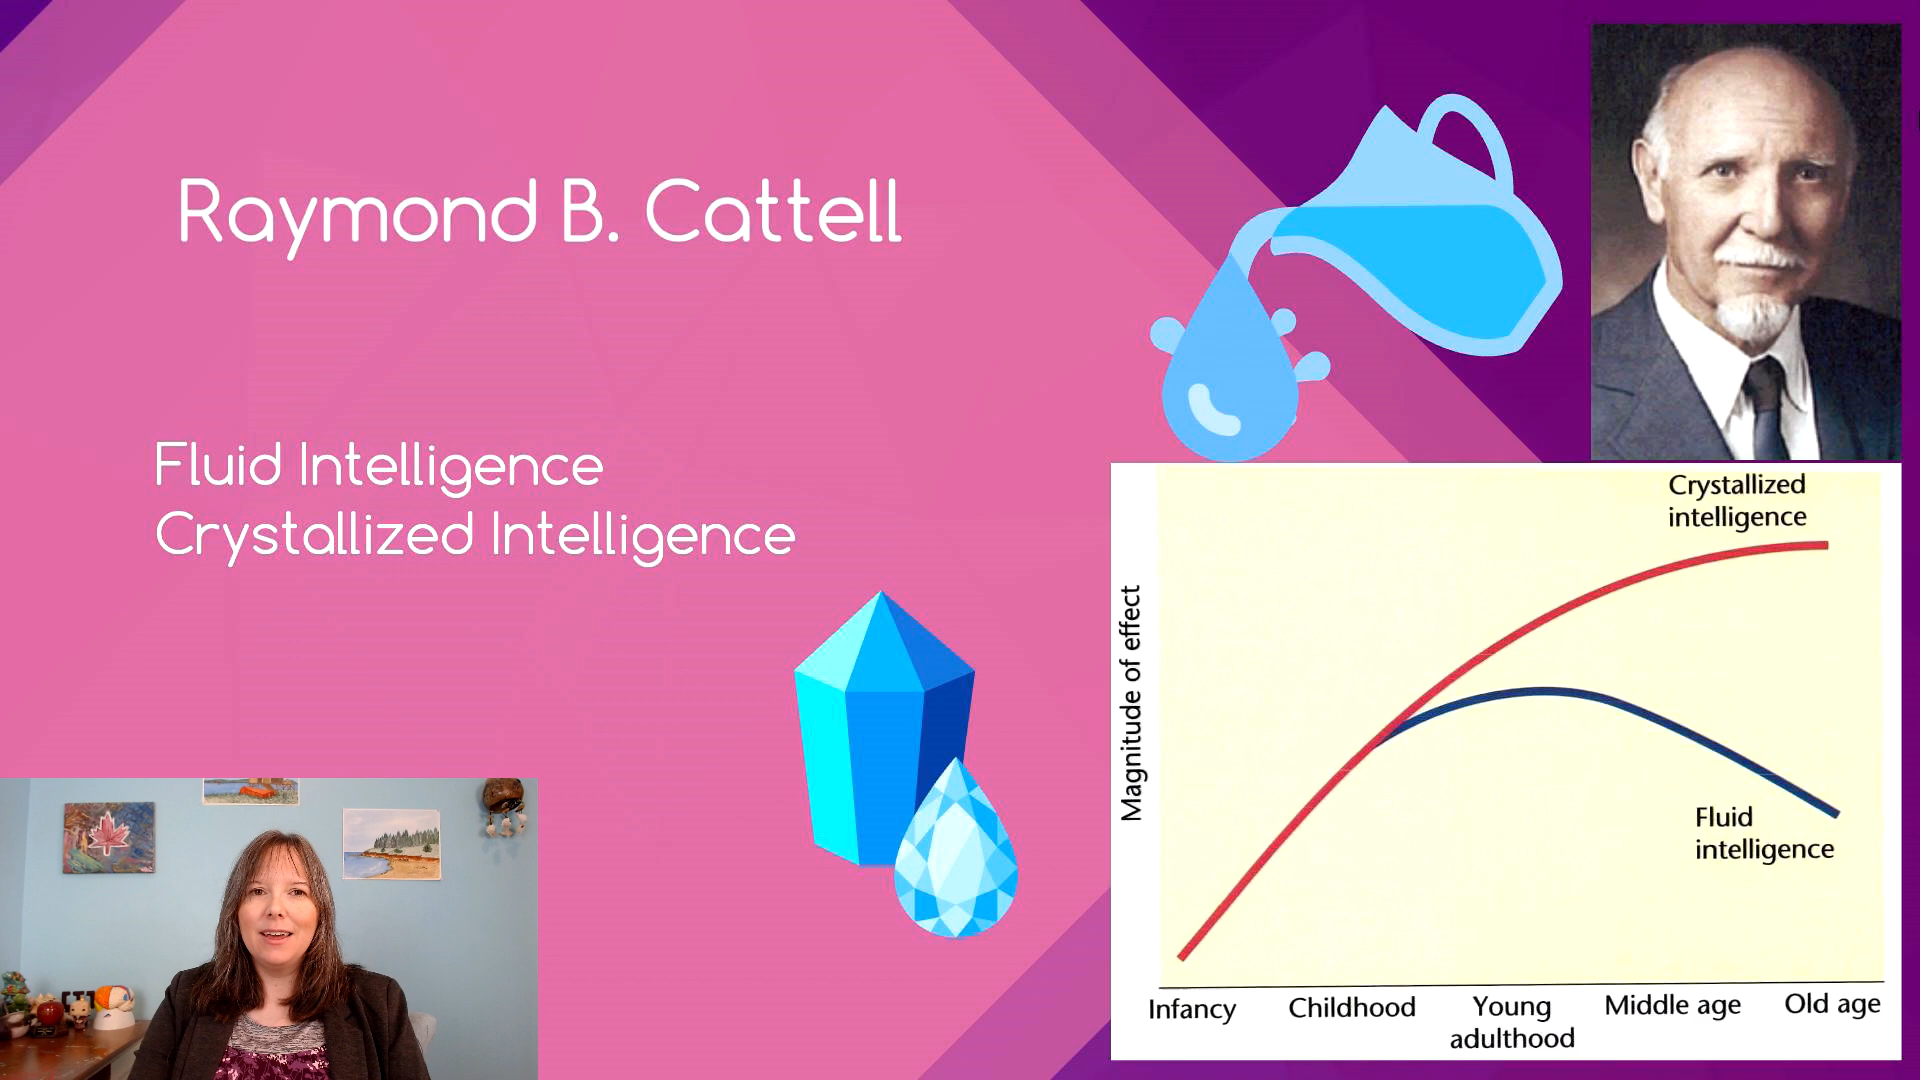 Raymond B. Cattell
Fluid Intelligence
Crystallized Intelligence
Crystallized
intelligence
Magnitude of effect
Fluid
intelligence
Infancy
Childhood
Young
adulthood
Middle age
Old age